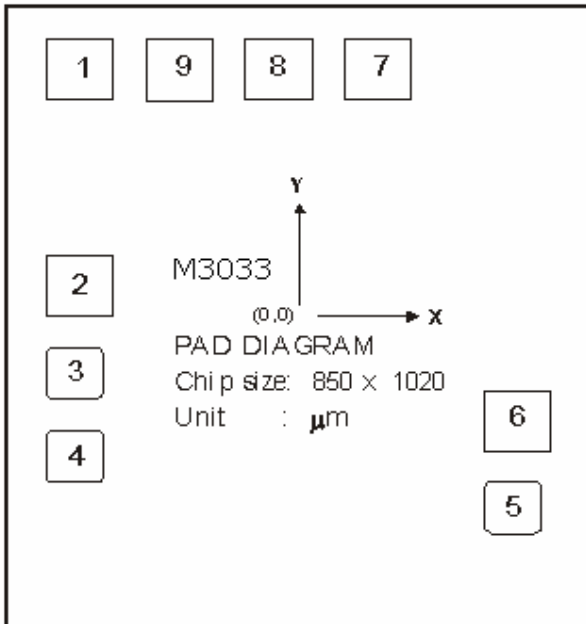 1 9 8 7
Y
2 M3033
(0,0) X
PAD DIAGRAM
3 Chip size: 850 × 1020
Unit : μm
6
4
5